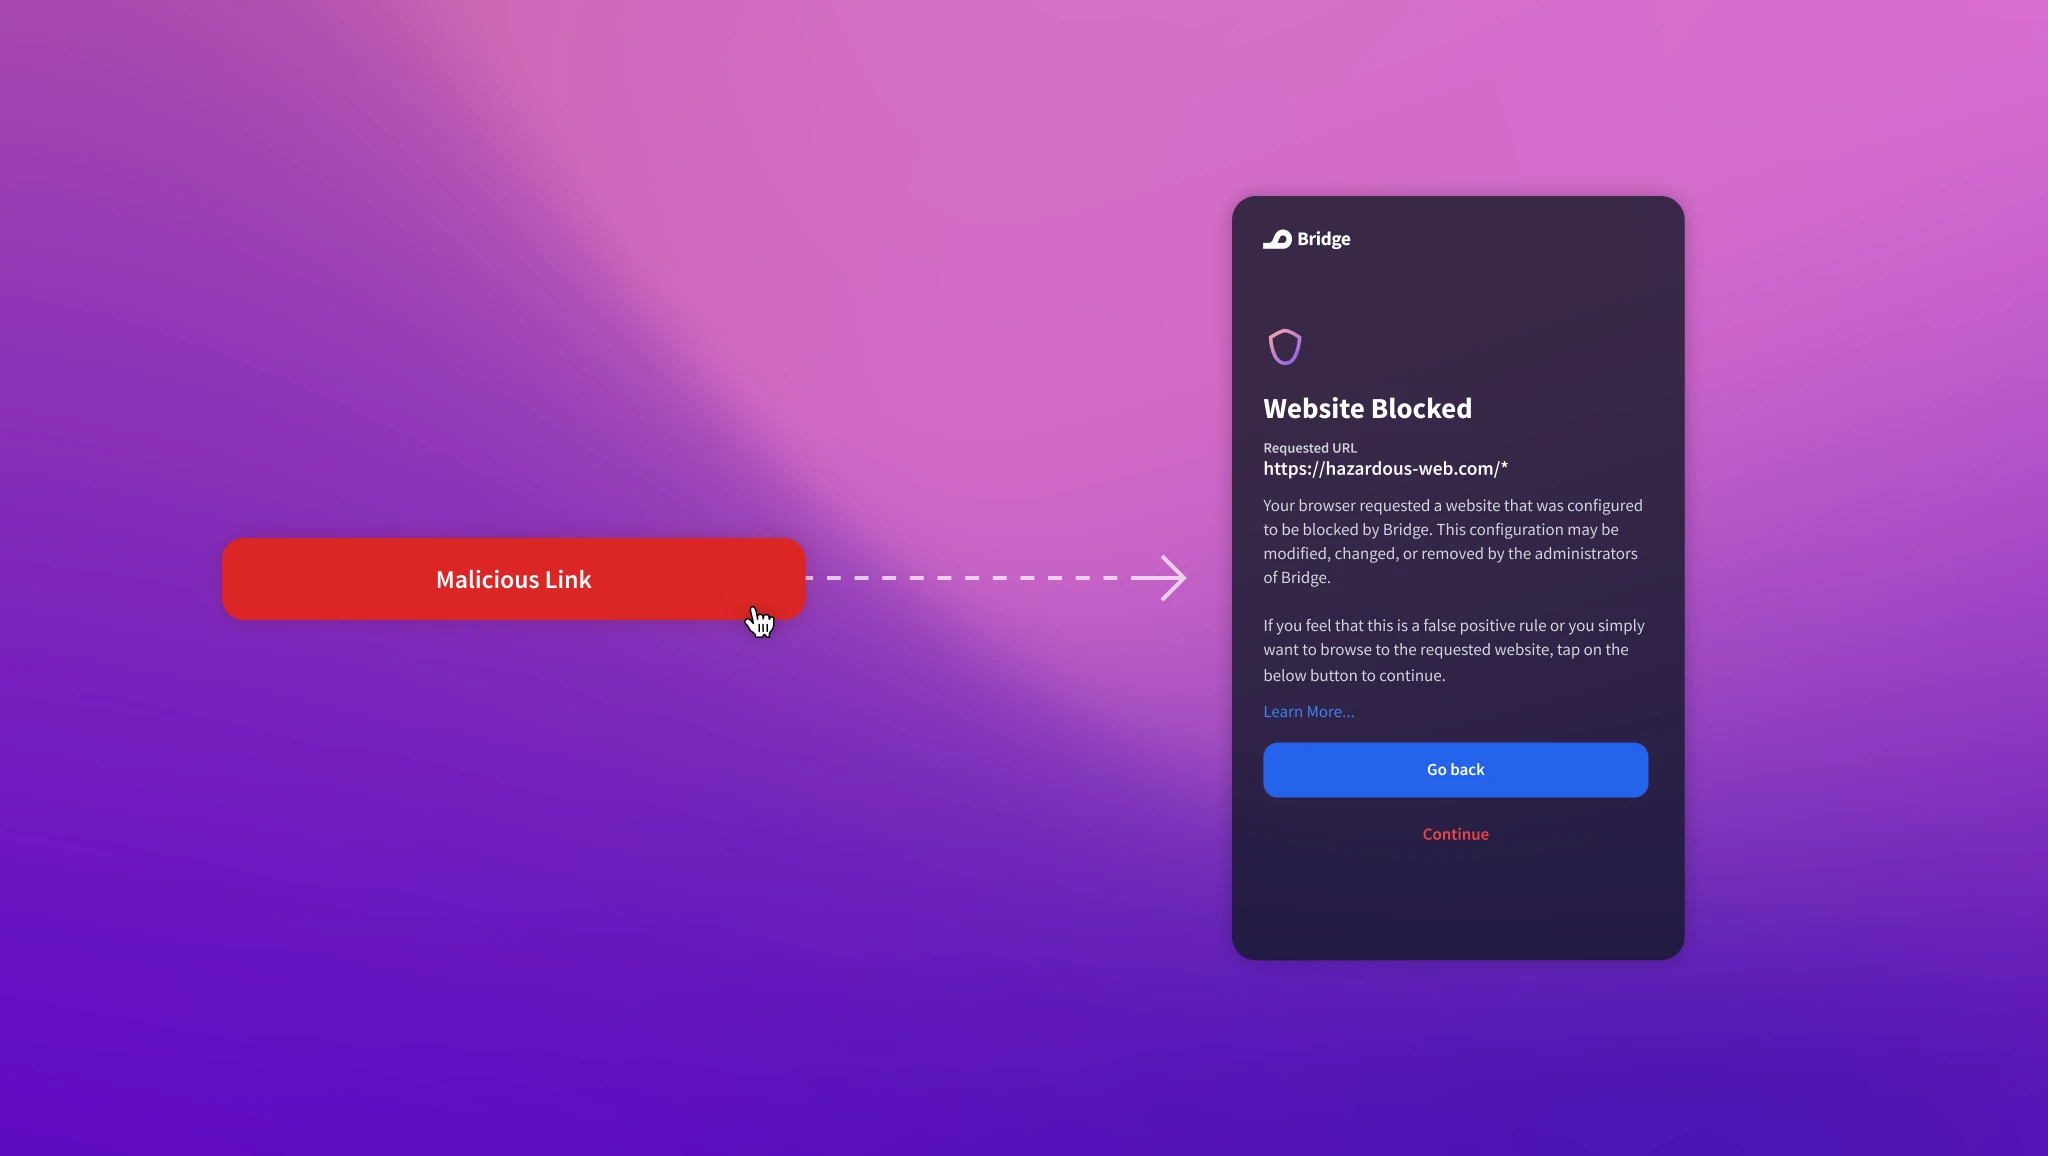 Malicious Link
Bridge
Website Blocked
Requested URL
https://hazardous-web.com/*
Your browser requested a website that was configured
to be blocked by Bridge. This configuration may be
modified, changed, or removed by the administrators
of Bridge.
If you feel that this is a false positive rule or you simply
want to browse to the requested website, tap on the
below button to continue.
Learn More...
Go back
Continue